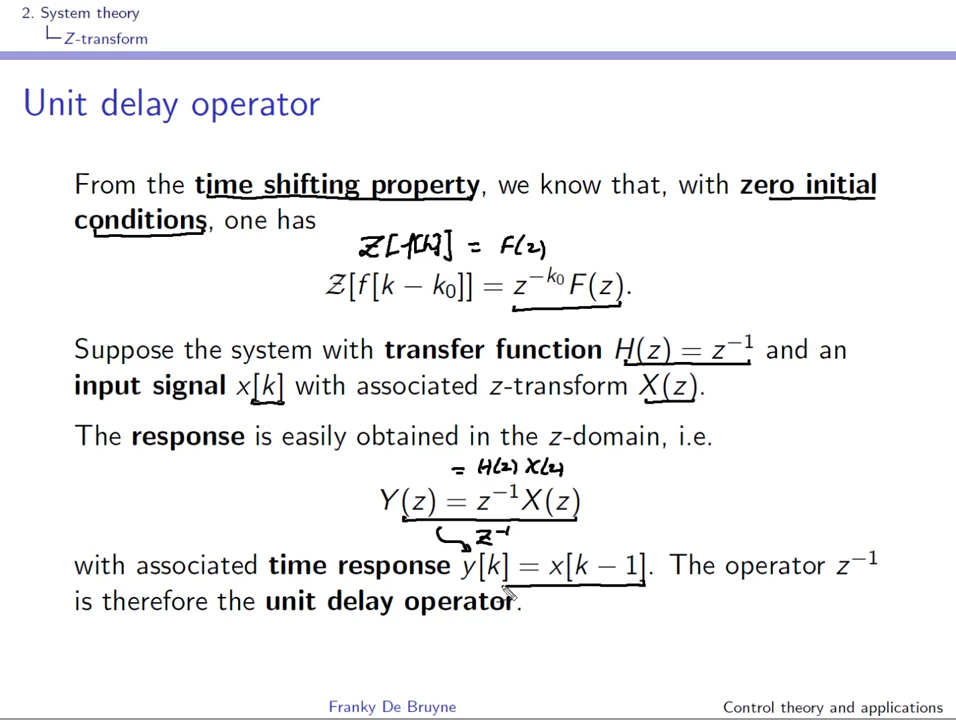 2. System theory
Z-transform
Unit delay operator
From the time shifting property, we know that, with zero initial
conditions, one has
Z[f[k]] = F(z)
𝒵[f[k − k₀]] = z^{−k₀}F(z).
Suppose the system with transfer function H(z) = z⁻¹ and an
input signal x[k] with associated z-transform X(z).
The response is easily obtained in the z-domain, i.e.
= H(z) X(z)
Y(z) = z⁻¹X(z)
Z⁻¹
with associated time response y[k] = x[k − 1]. The operator z⁻¹
is therefore the unit delay operator.
Franky De Bruyne
Control theory and applications